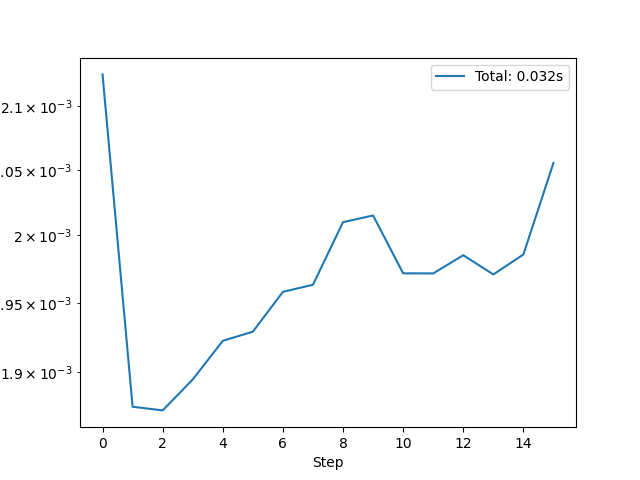 Total: 0.032s
2.1 × 10⁻³
.05 × 10⁻³
2 × 10⁻³
.95 × 10⁻³
1.9 × 10⁻³
0 2 4 6 8 10 12 14
Step